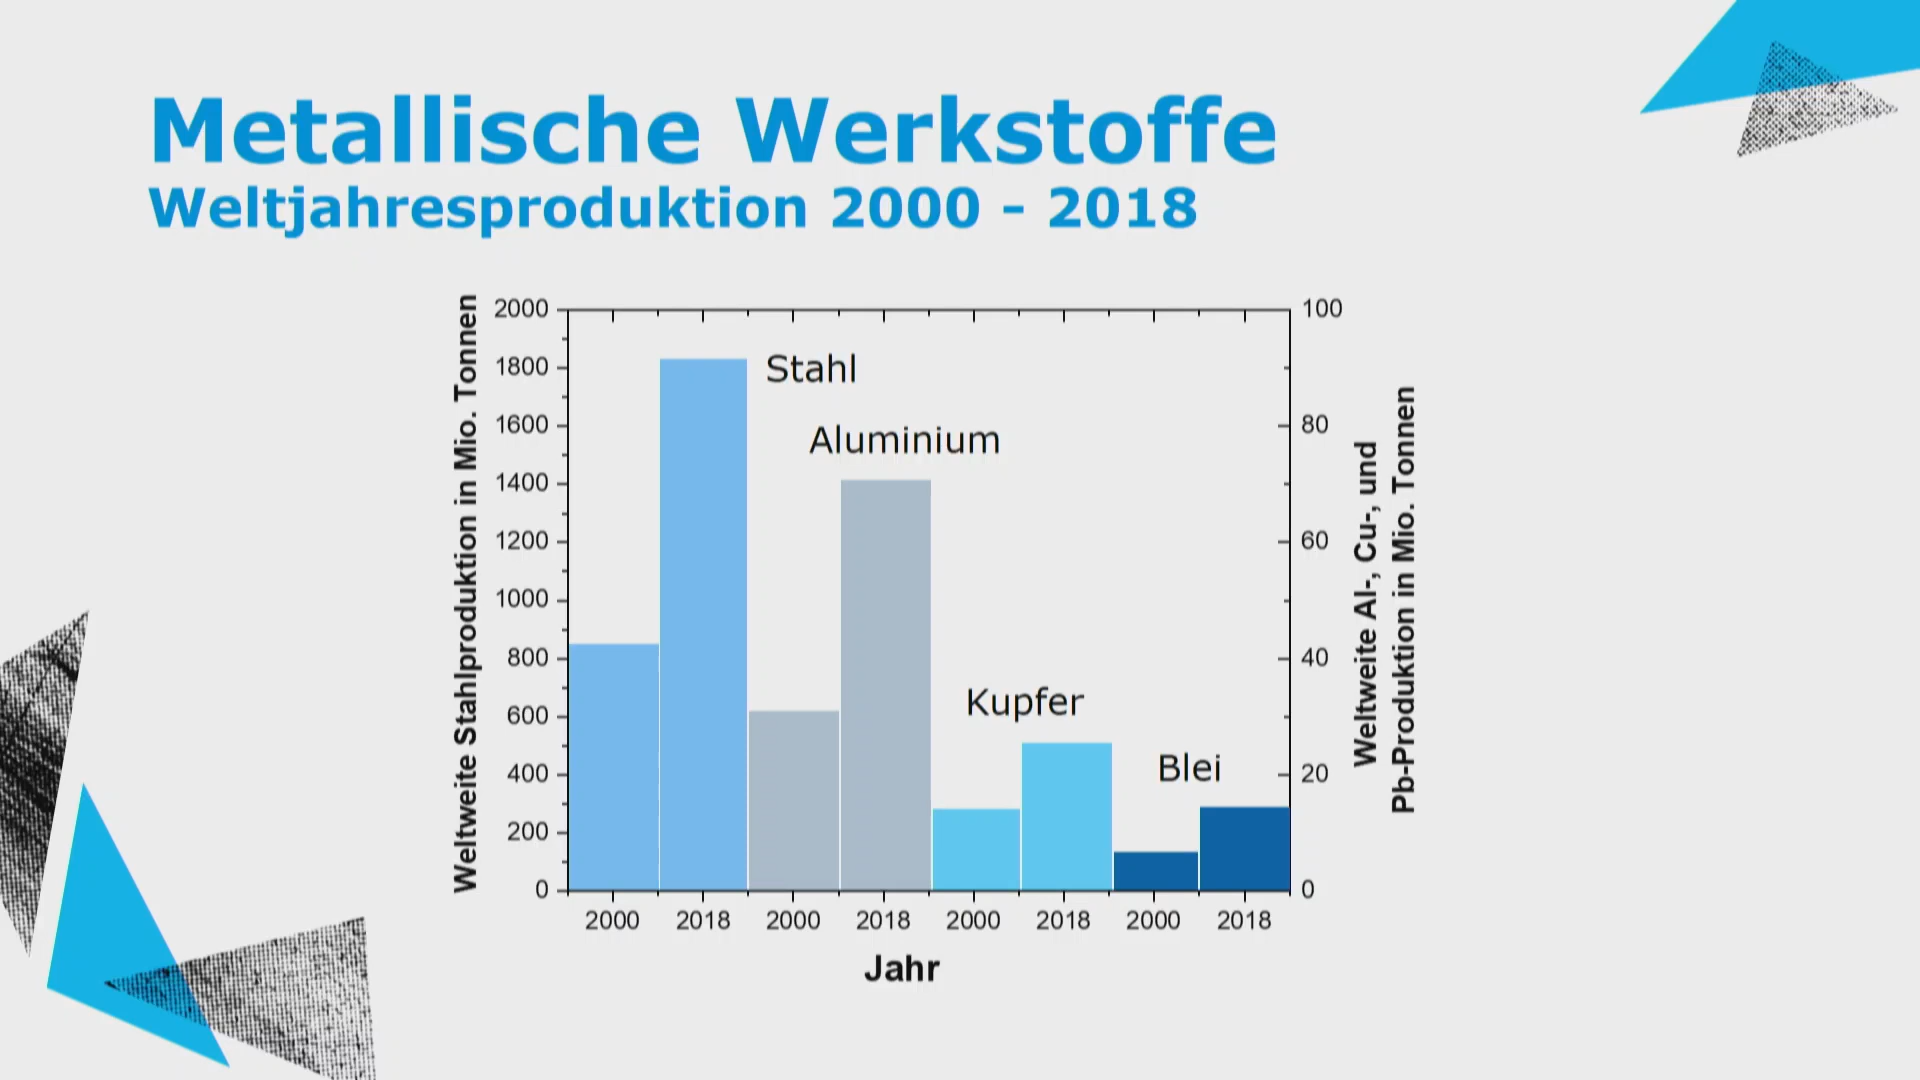 Metallische Werkstoffe
Weltjahresproduktion 2000 - 2018
Weltweite Stahlproduktion in Mio. Tonnen
2000
1800
1600
1400
1200
1000
800
600
400
200
0
Stahl
Aluminium
Kupfer
Blei
100
80
60
40
20
0
Weltweite Al-, Cu-, und
Pb-Produktion in Mio. Tonnen
2000 2018 2000 2018 2000 2018 2000 2018
Jahr